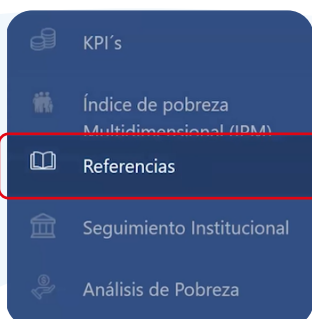 KPI´s
Índice de pobreza
Multidimensional (IPM)
Referencias
Seguimiento Institucional
Análisis de Pobreza